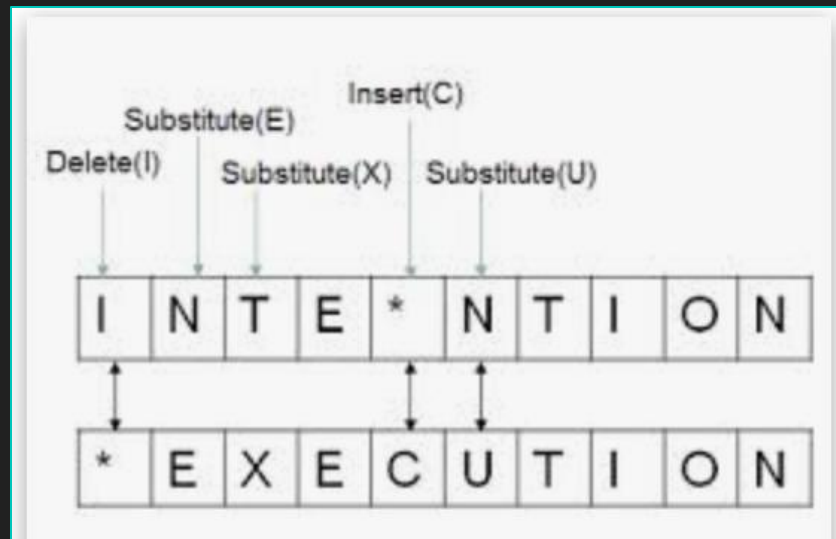 Insert(C)
Substitute(E)
Delete(I)
Substitute(X)
Substitute(U)
I N T E * N T I O N
* E X E C U T I O N